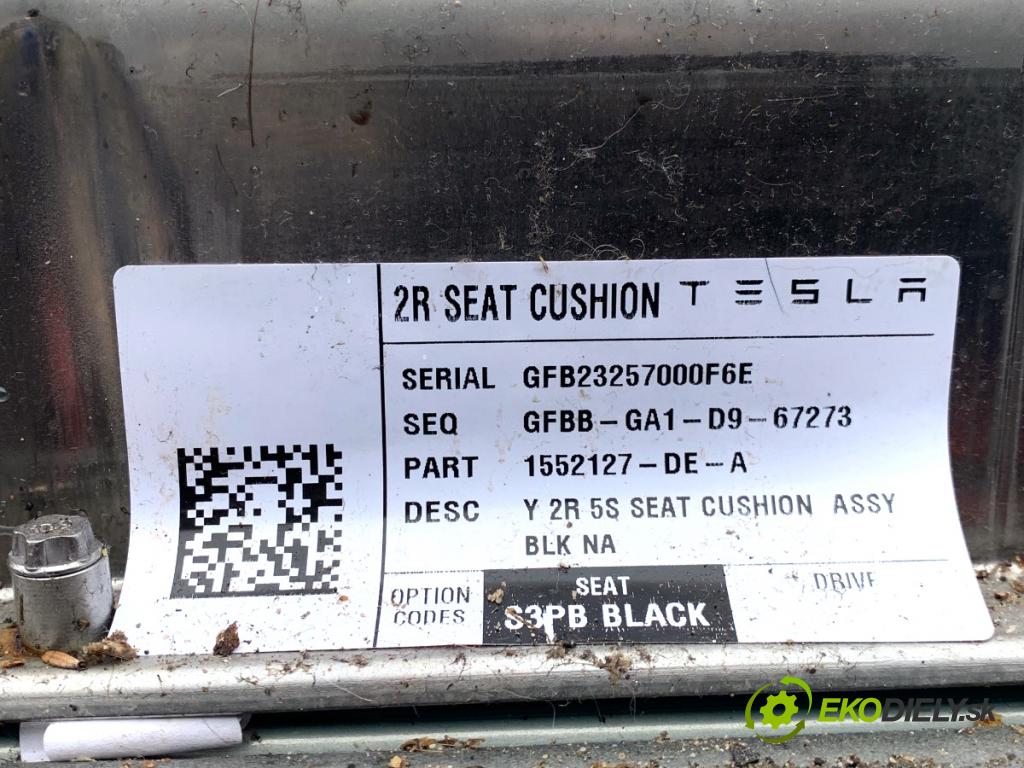 2R SEAT CUSHION TESLA
SERIAL GFB23257000F6E
SEQ GFBB-GA1-D9-67273
PART 1552127-DE-A
DESC Y 2R 5S SEAT CUSHION ASSY
BLK NA
OPTION CODES
SEAT
S3PB BLACK
DRIVE
EKODIELY.sk